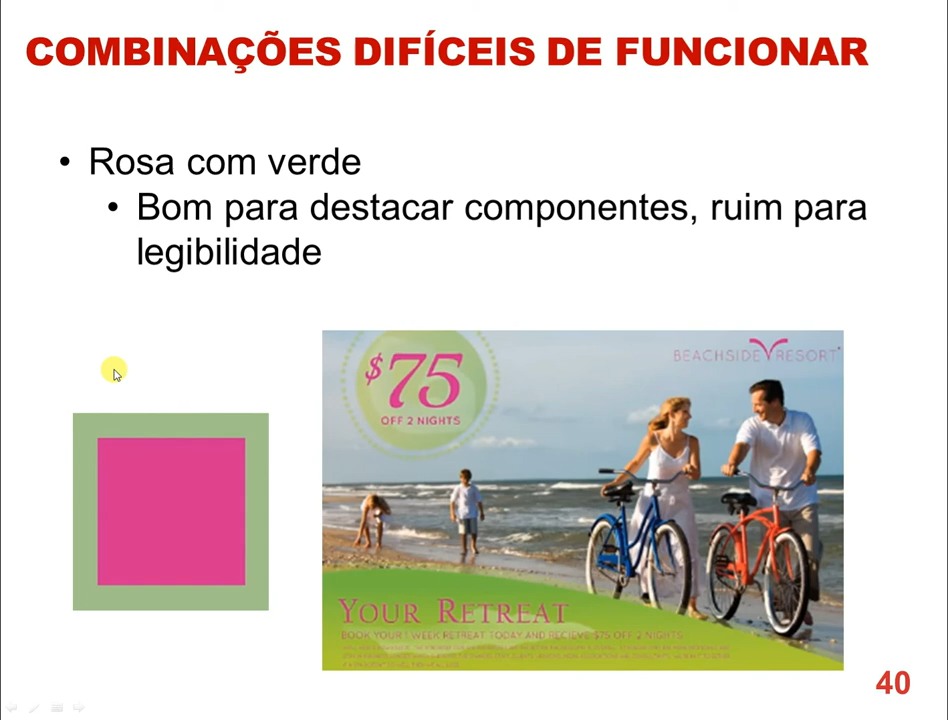 COMBINAÇÕES DIFÍCEIS DE FUNCIONAR
• Rosa com verde
• Bom para destacar componentes, ruim para
legibilidade
$75
OFF 2 NIGHTS
BEACHSIDE RESORT
YOUR RETREAT
BOOK YOUR 1 WEEK RETREAT TODAY AND RECIEVE $75 OFF 2 NIGHTS
40